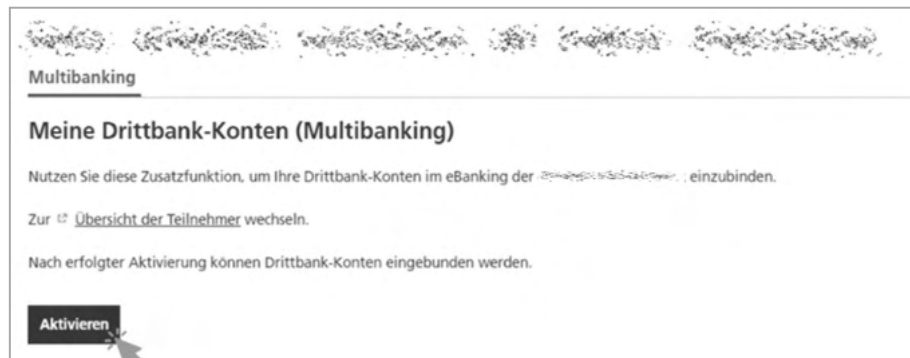 Multibanking
Meine Drittbank-Konten (Multibanking)
Nutzen Sie diese Zusatzfunktion, um Ihre Drittbank-Konten im eBanking der einzubinden.
Zur Übersicht der Teilnehmer wechseln.
Nach erfolgter Aktivierung können Drittbank-Konten eingebunden werden.
Aktivieren